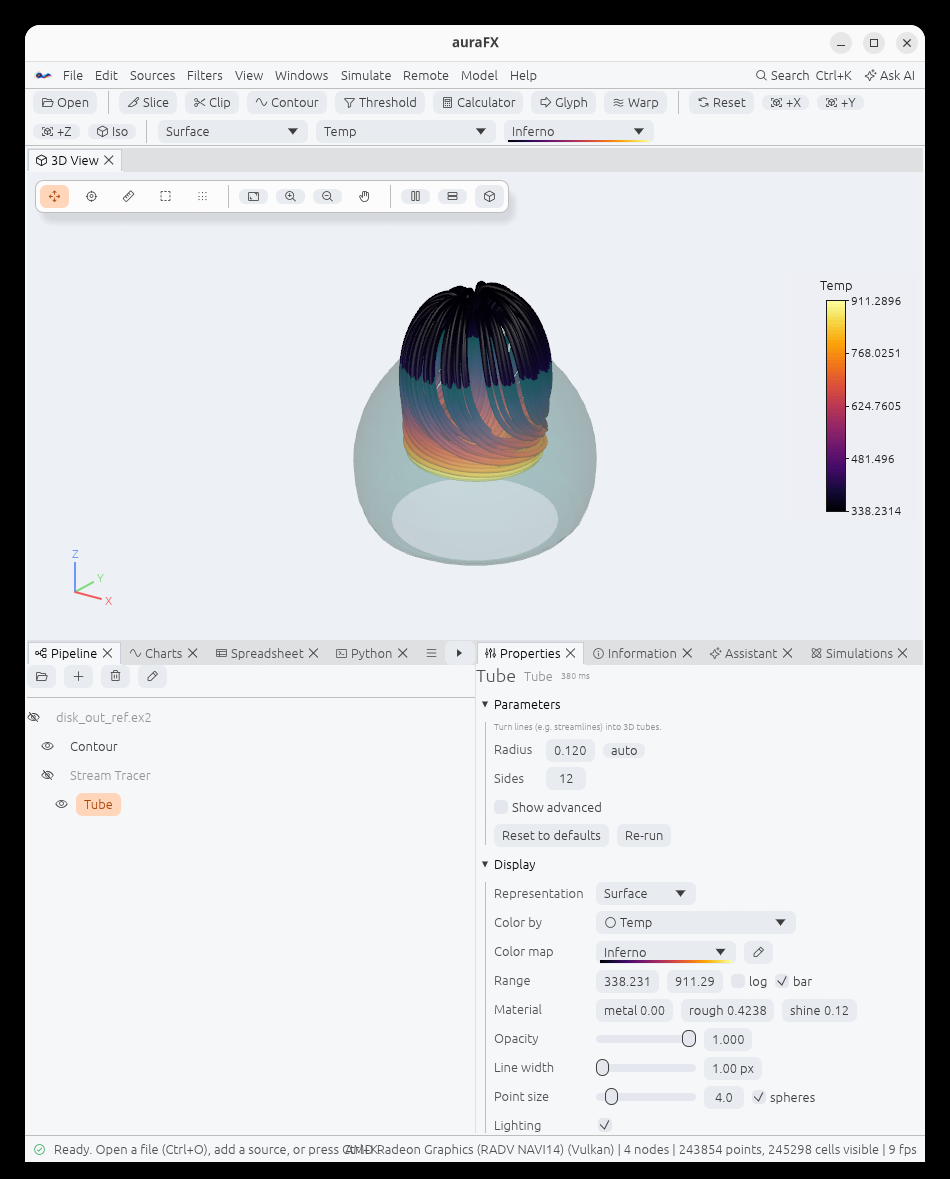 auraFX
File Edit Sources Filters View Windows Simulate Remote Model Help Search Ctrl+K Ask AI
Open Slice Clip Contour Threshold Calculator Glyph Warp Reset +X +Y
+Z Iso Surface Temp Inferno
3D View
Temp
911.2896
768.0251
624.7605
481.496
338.2314
Z
Y
X
Pipeline Charts Spreadsheet Python
disk_out_ref.ex2
Contour
Stream Tracer
Tube
Properties Information Assistant Simulations
Tube Tube 380 ms
Parameters
Turn lines (e.g. streamlines) into 3D tubes.
Radius 0.120 auto
Sides 12
Show advanced
Reset to defaults Re-run
Display
Representation Surface
Color by Temp
Color map Inferno
Range 338.231 911.29 log bar
Material metal 0.00 rough 0.4238 shine 0.12
Opacity 1.000
Line width 1.00 px
Point size 4.0 spheres
Lighting
Ready. Open a file (Ctrl+O), add a source, or press Radeon Graphics (RADV NAVI14) (Vulkan) | 4 nodes | 243854 points, 245298 cells visible | 9 fps